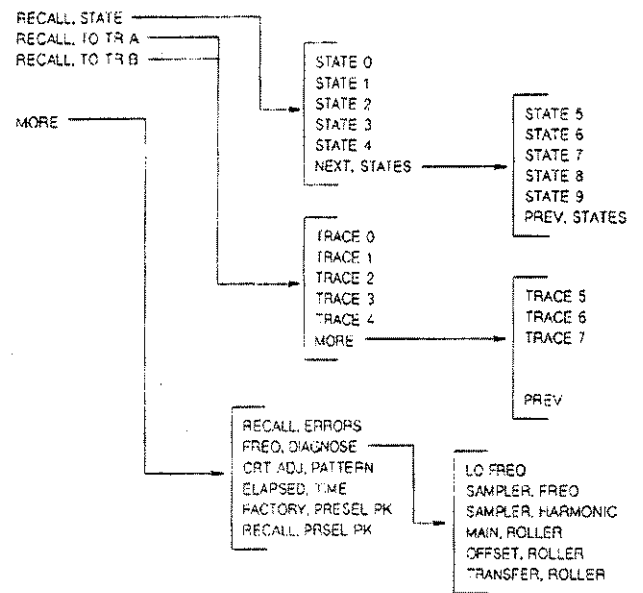 RECALL, STATE
RECALL, TO TR A
RECALL, TO TR B
MORE
STATE 0
STATE 1
STATE 2
STATE 3
STATE 4
NEXT, STATES
STATE 5
STATE 6
STATE 7
STATE 8
STATE 9
PREV, STATES
TRACE 0
TRACE 1
TRACE 2
TRACE 3
TRACE 4
MORE
TRACE 5
TRACE 6
TRACE 7
PREV
RECALL, ERRORS
FREQ, DIAGNOSE
CRT ADJ, PATTERN
ELAPSED, TIME
FACTORY, PRESEL PK
RECALL, PRSEL PK
LO FREQ
SAMPLER, FREQ
SAMPLER, HARMONIC
MAIN, ROLLER
OFFSET, ROLLER
TRANSFER, ROLLER